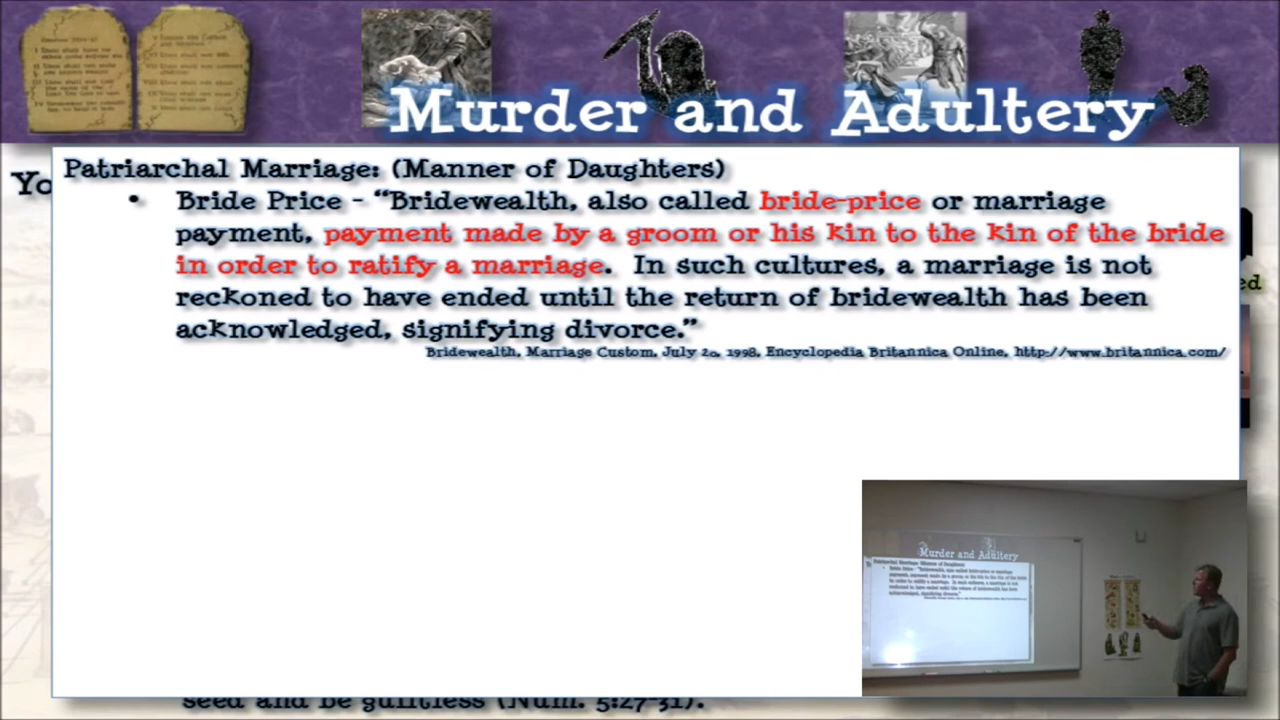 Murder and Adultery
Yo
Patriarchal Marriage: (Manner of Daughters)
• Bride Price - “Bridewealth, also called bride-price or marriage
payment, payment made by a groom or his kin to the kin of the bride
in order to ratify a marriage. In such cultures, a marriage is not
reckoned to have ended until the return of bridewealth has been
acknowledged, signifying divorce.”
Bridewealth, Marriage Custom, July 20, 1998, Encyclopedia Britannica Online, http://www.britannica.com/
ed
Murder and Adultery
seed and be guiltless (Num. 5:27-31).